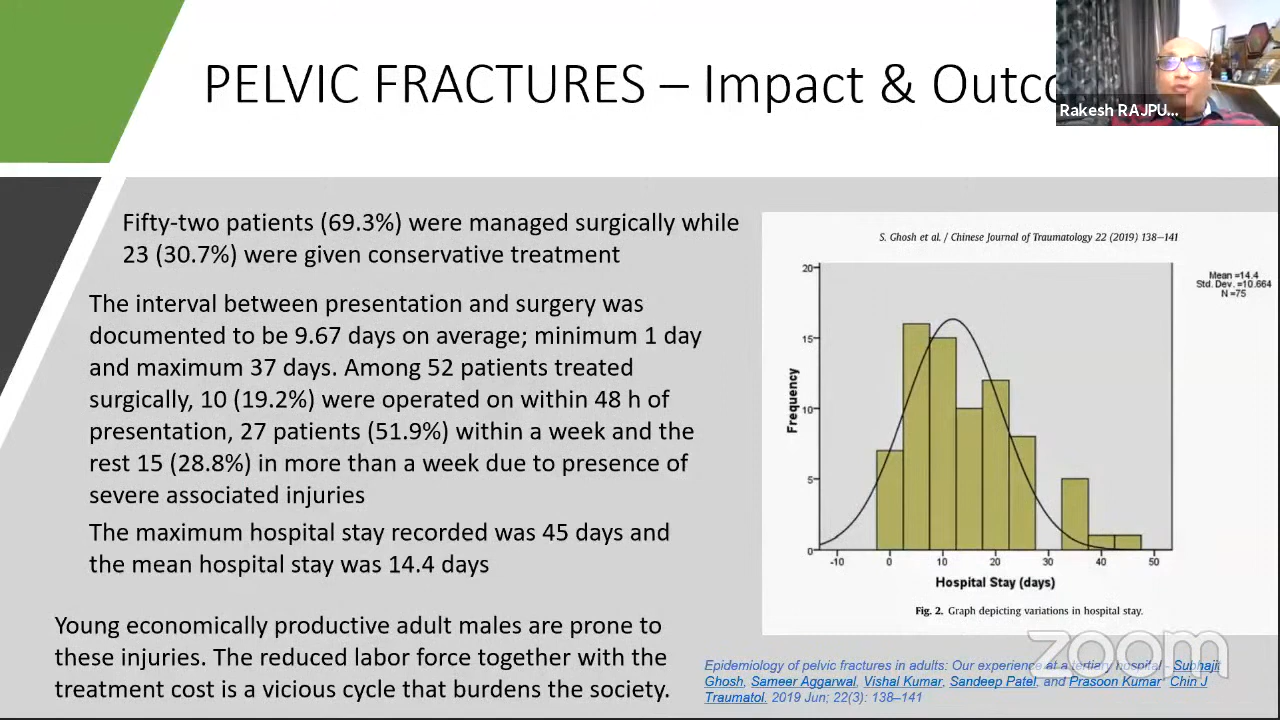 PELVIC FRACTURES – Impact & Outco
Rakesh RAJPU...
Fifty-two patients (69.3%) were managed surgically while
23 (30.7%) were given conservative treatment
The interval between presentation and surgery was
documented to be 9.67 days on average; minimum 1 day
and maximum 37 days. Among 52 patients treated
surgically, 10 (19.2%) were operated on within 48 h of
presentation, 27 patients (51.9%) within a week and the
rest 15 (28.8%) in more than a week due to presence of
severe associated injuries
The maximum hospital stay recorded was 45 days and
the mean hospital stay was 14.4 days
Young economically productive adult males are prone to
these injuries. The reduced labor force together with the
treatment cost is a vicious cycle that burdens the society.
S. Ghosh et al. / Chinese Journal of Traumatology 22 (2019) 138–141
Mean =14.4
Std. Dev. =10.664
N =75
20
15
10
5
0
Frequency
-10 0 10 20 30 40 50
Hospital Stay (days)
Fig. 2. Graph depicting variations in hospital stay.
zoom
Epidemiology of pelvic fractures in adults: Our experience at a tertiary hospital - Subhajit
Ghosh, Sameer Aggarwal, Vishal Kumar, Sandeep Patel, and Prasoon Kumar Chin J
Traumatol. 2019 Jun; 22(3): 138–141